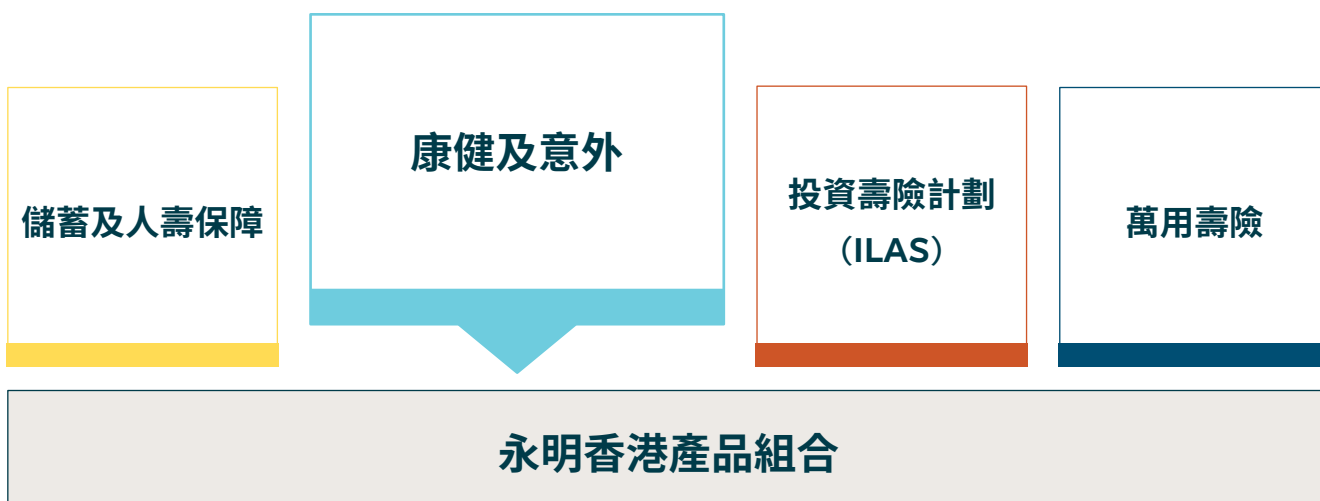 儲蓄及人壽保障
康健及意外
投資壽險計劃
（ILAS）
萬用壽險
永明香港產品組合